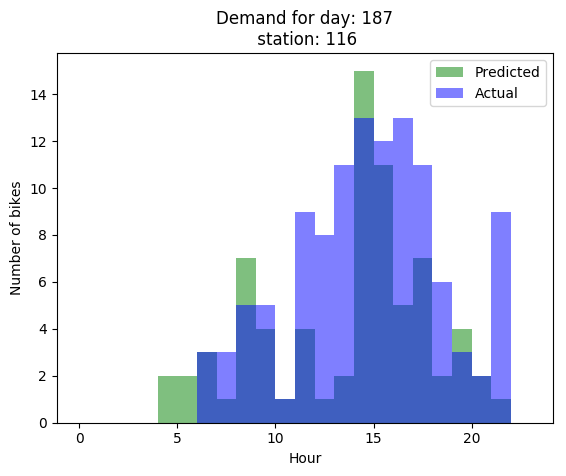 Demand for day: 187
station: 116
Predicted
Actual
14
12
10
8
6
4
2
0
Number of bikes
0 5 10 15 20
Hour